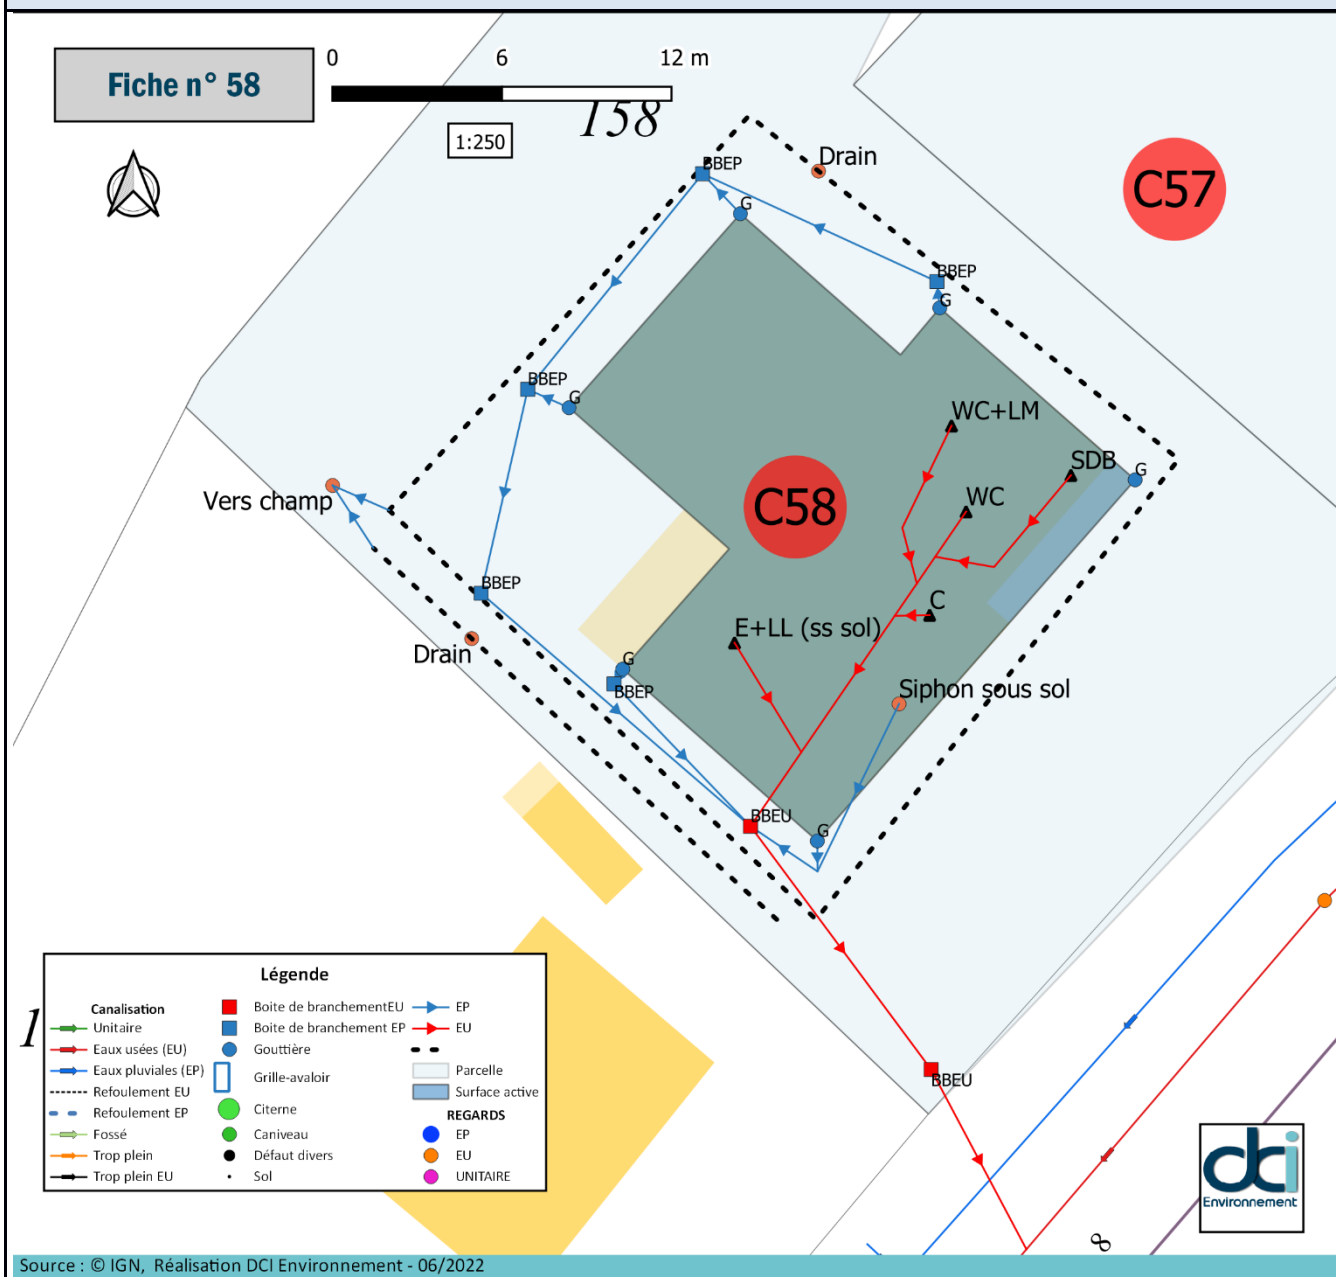 Fiche n° 58
0 6 12 m
1:250
158
BBEP
Drain
C57
G
BBEP
G
BBEP
G
WC+LM
SDB
G
WC
C58
Vers champ
BBEP
C
E+LL (ss sol)
Drain
G
BBEP
Siphon sous sol
BBEU
G
BBEU
1
8
Légende
Canalisation
Unitaire
Eaux usées (EU)
Eaux pluviales (EP)
Refoulement EU
Refoulement EP
Fossé
Trop plein
Trop plein EU
Boite de branchementEU
Boite de branchement EP
Gouttière
Grille-avaloir
Citerne
Caniveau
Défaut divers
Sol
EP
EU
Parcelle
Surface active
REGARDS
EP
EU
UNITAIRE
dci
Environnement
Source : © IGN, Réalisation DCI Environnement - 06/2022